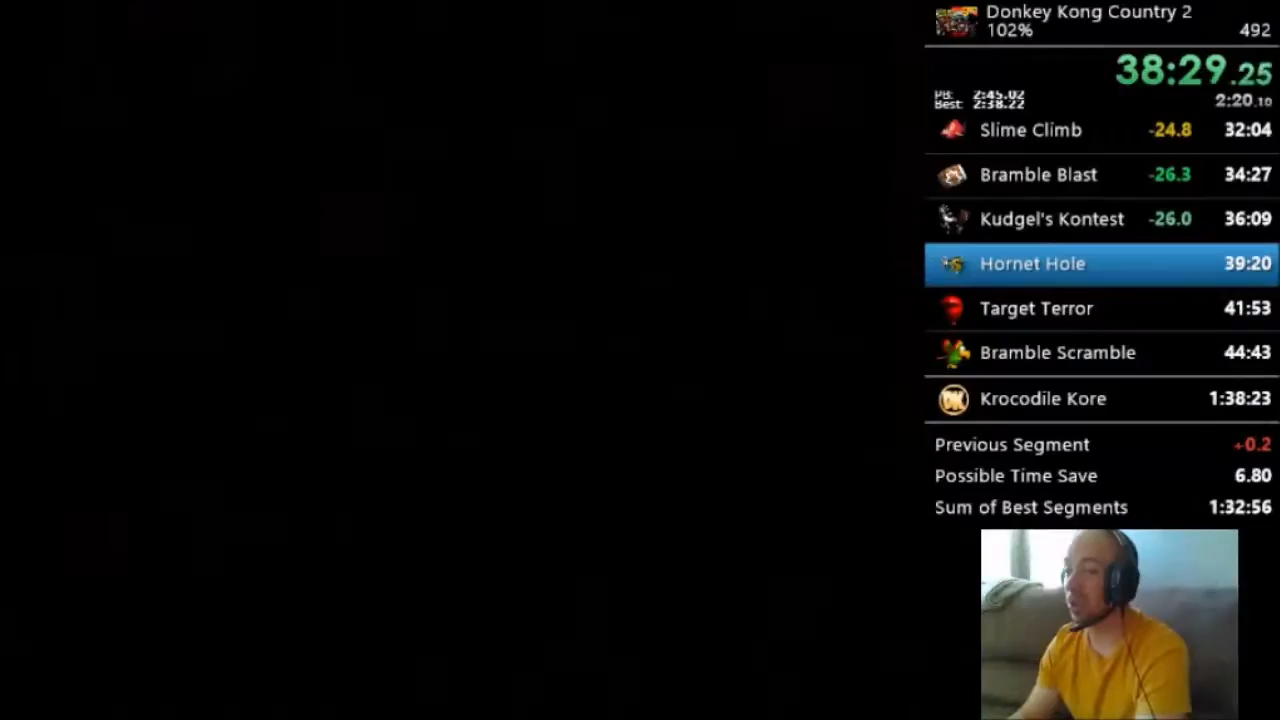 Donkey Kong Country 2
102% 492
38:29.25
PB: 2:45.02
Best: 2:38.22 2:20.10
Slime Climb -24.8 32:04
Bramble Blast -26.3 34:27
Kudgel's Kontest -26.0 36:09
Hornet Hole 39:20
Target Terror 41:53
Bramble Scramble 44:43
Krocodile Kore 1:38:23
Previous Segment +0.2
Possible Time Save 6.80
Sum of Best Segments 1:32:56